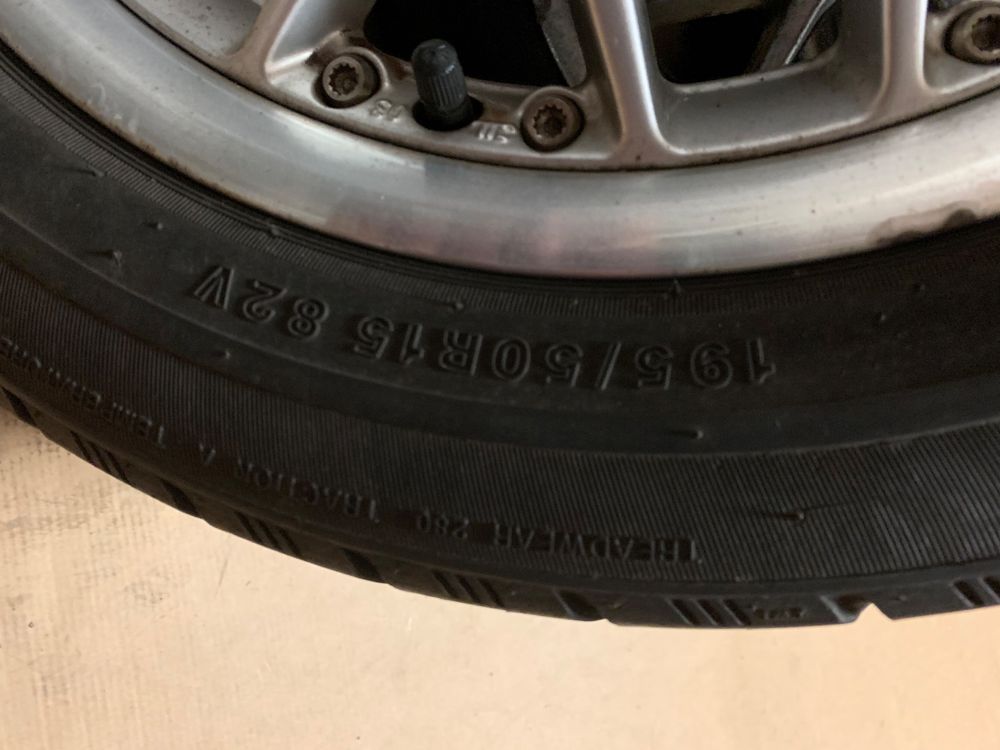 195/50R15 82V
TREADWEAR 280 TRACTION A TEMPERATURE